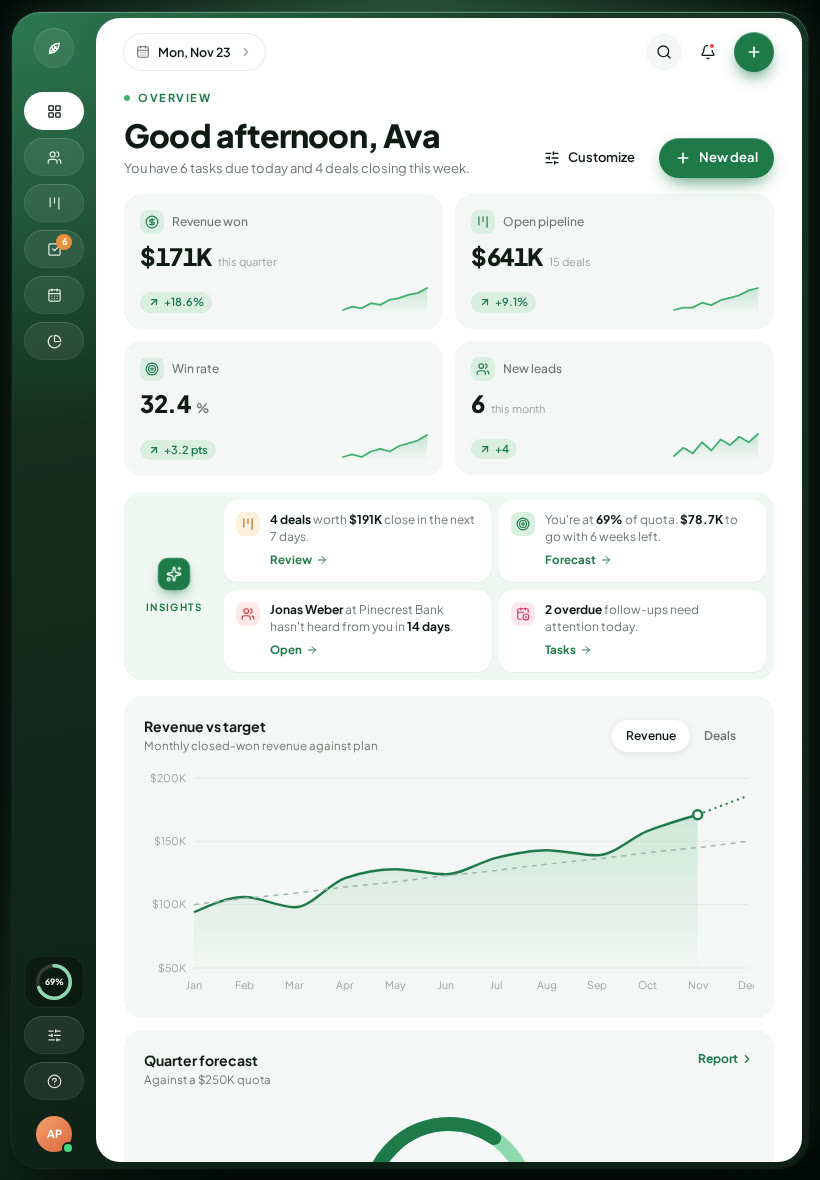 Mon, Nov 23
OVERVIEW
Good afternoon, Ava
You have 6 tasks due today and 4 deals closing this week.
Customize
New deal
6
Revenue won
$171K this quarter
+18.6%
Open pipeline
$641K 15 deals
+9.1%
Win rate
32.4 %
+3.2 pts
New leads
6 this month
+4
INSIGHTS
4 deals worth $191K close in the next
7 days.
Review
You're at 69% of quota. $78.7K to
go with 6 weeks left.
Forecast
Jonas Weber at Pinecrest Bank
hasn't heard from you in 14 days.
Open
2 overdue follow-ups need
attention today.
Tasks
Revenue vs target
Monthly closed-won revenue against plan
Revenue
Deals
$200K
$150K
$100K
$50K
Jan Feb Mar Apr May Jun Jul Aug Sep Oct Nov Dec
69%
AP
Quarter forecast
Against a $250K quota
Report